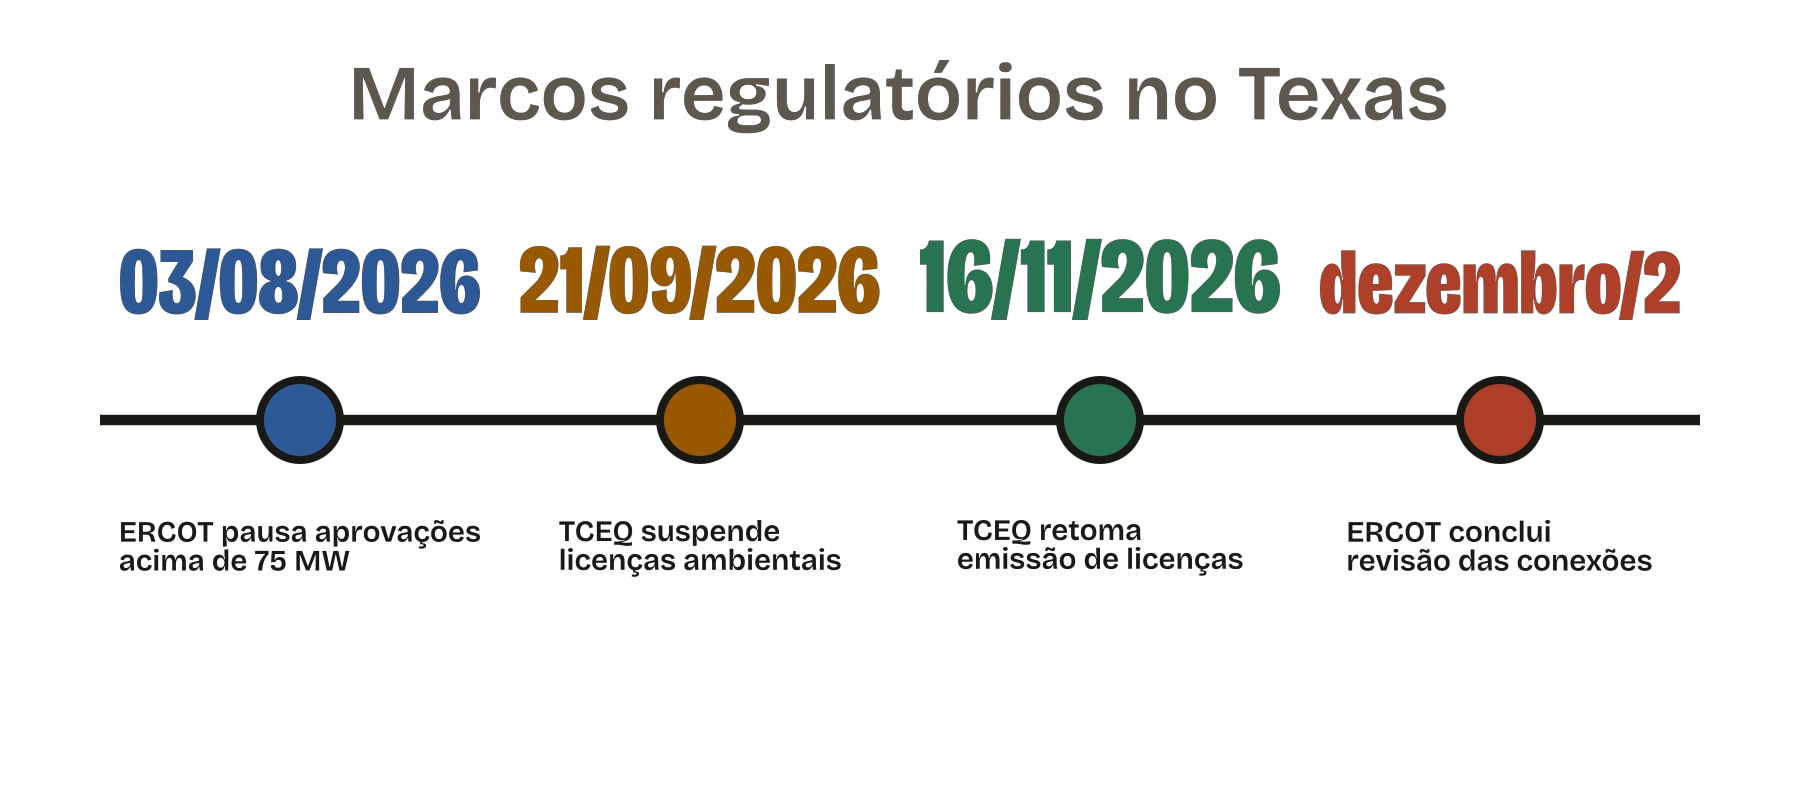 Marcos regulatórios no Texas
03/08/2026
21/09/2026
16/11/2026
dezembro/2
ERCOT pausa aprovações
acima de 75 MW
TCEQ suspende
licenças ambientais
TCEQ retoma
emissão de licenças
ERCOT conclui
revisão das conexões